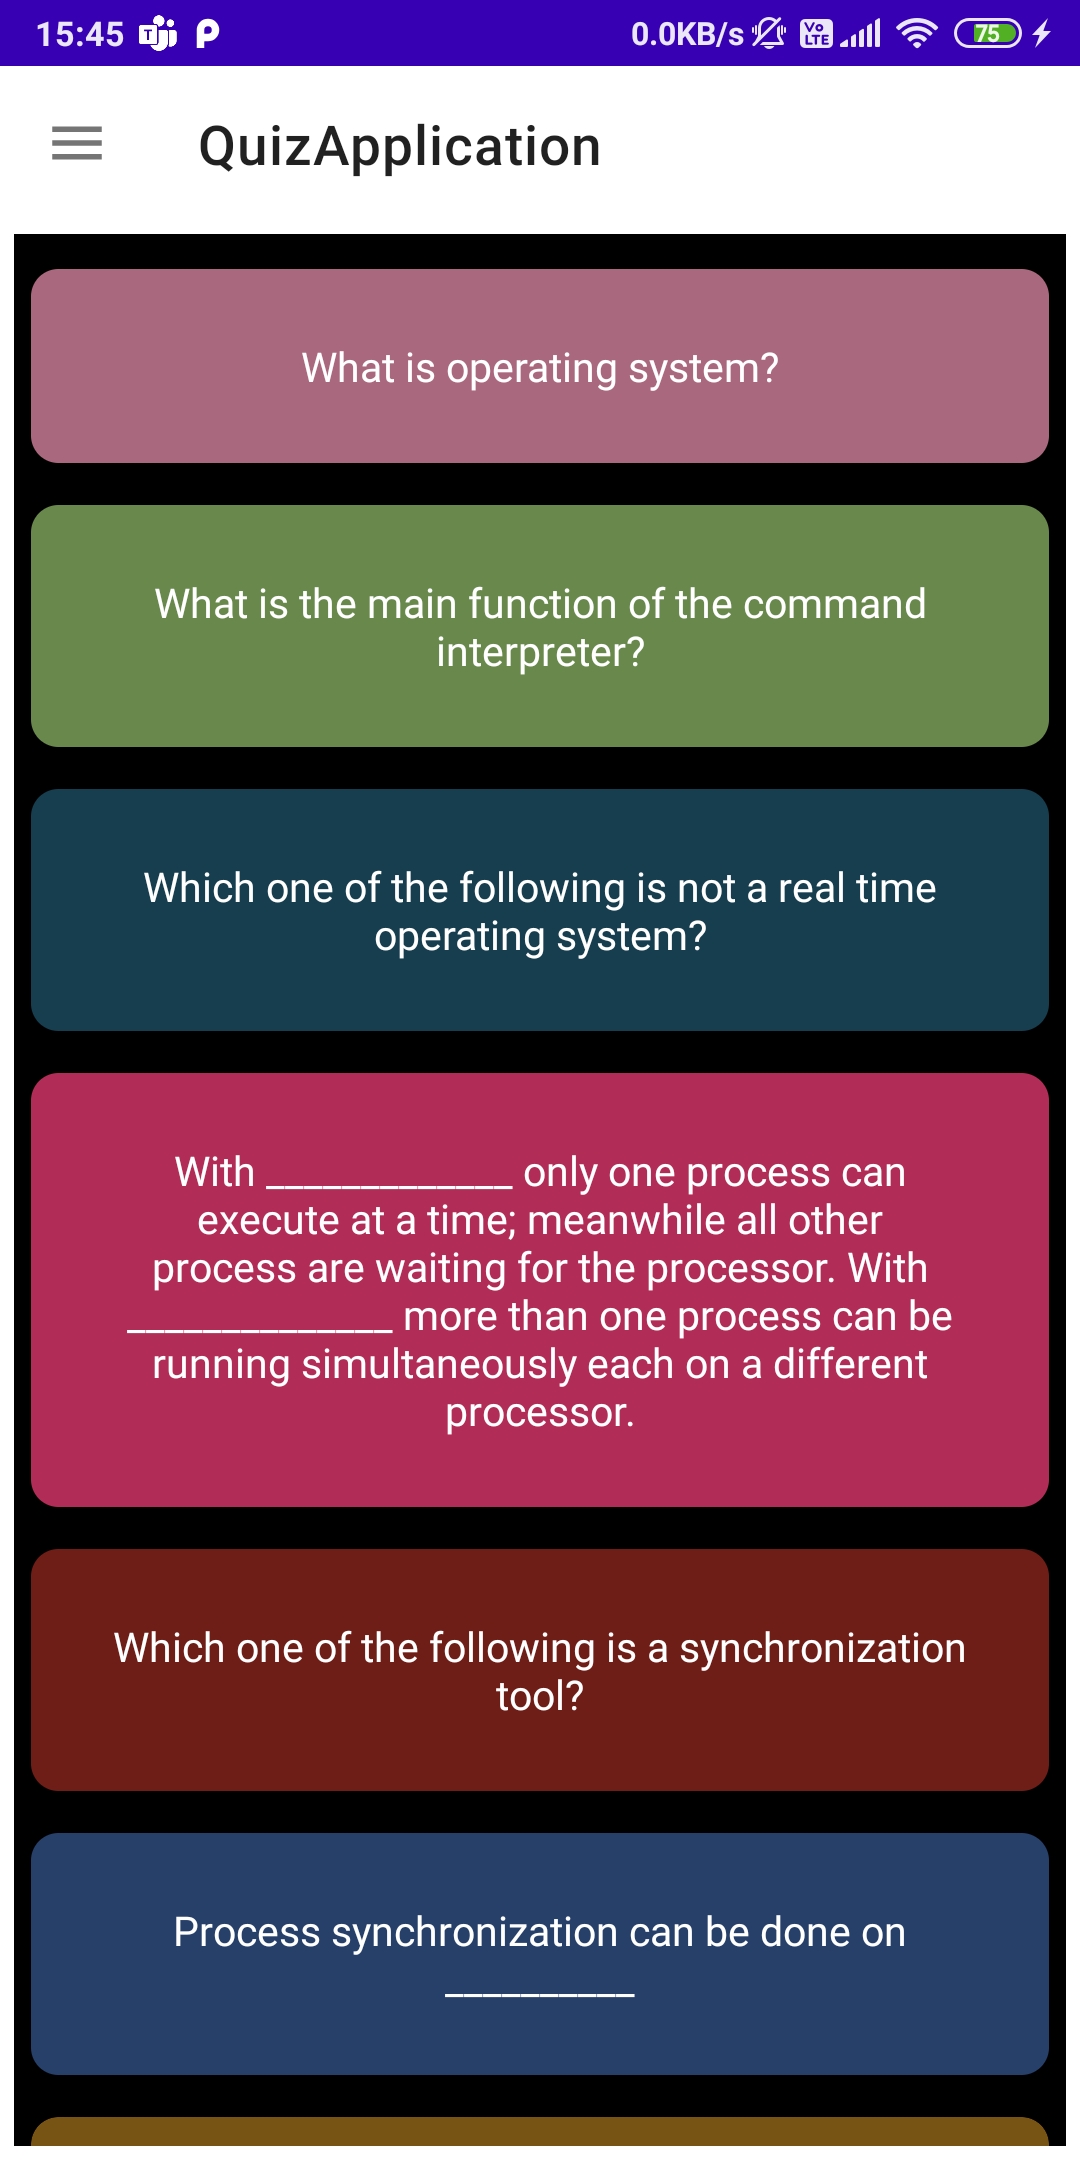 15:45 0.0KB/s Vo LTE 75
QuizApplication
What is operating system?
What is the main function of the command
interpreter?
Which one of the following is not a real time
operating system?
With _____________ only one process can
execute at a time; meanwhile all other
process are waiting for the processor. With
______________ more than one process can be
running simultaneously each on a different
processor.
Which one of the following is a synchronization
tool?
Process synchronization can be done on
__________